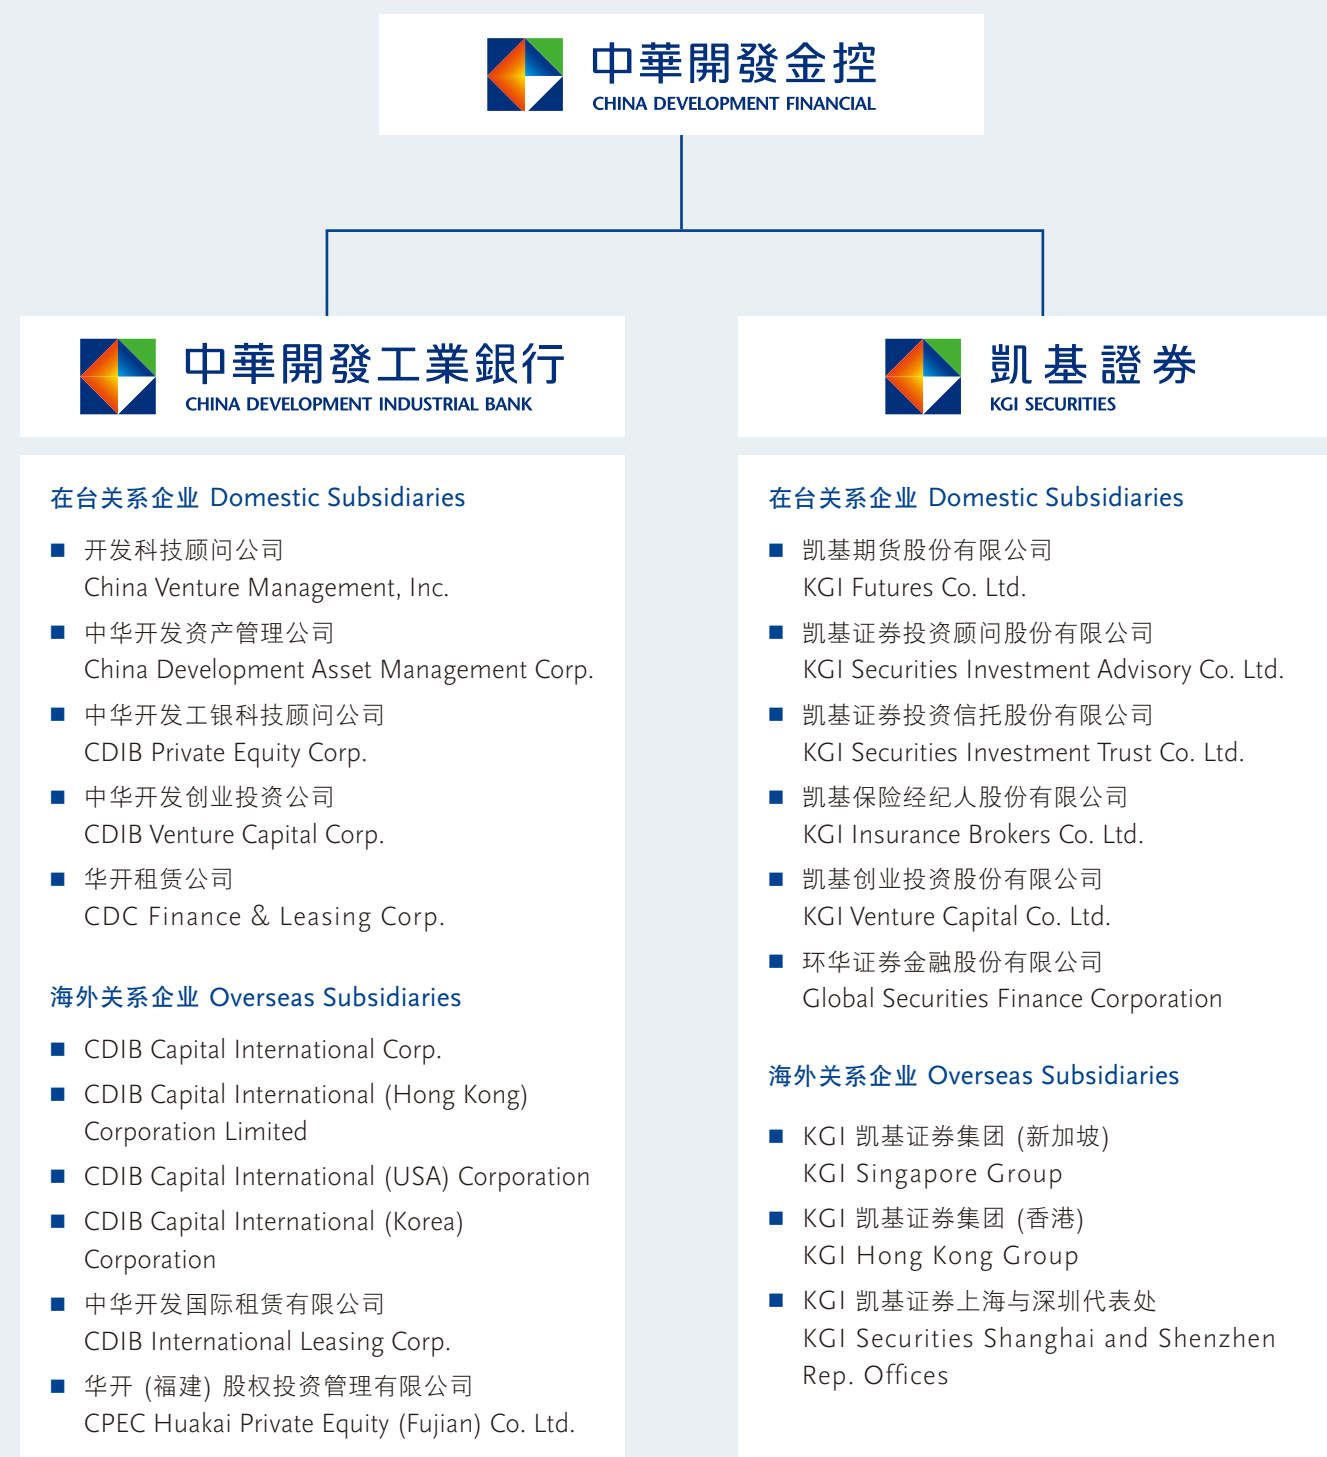 中華開發金控
CHINA DEVELOPMENT FINANCIAL
中華開發工業銀行
CHINA DEVELOPMENT INDUSTRIAL BANK
在台关系企业 Domestic Subsidiaries
■ 开发科技顾问公司
China Venture Management, Inc.
■ 中华开发资产管理公司
China Development Asset Management Corp.
■ 中华开发工银科技顾问公司
CDIB Private Equity Corp.
■ 中华开发创业投资公司
CDIB Venture Capital Corp.
■ 华开租赁公司
CDC Finance & Leasing Corp.
海外关系企业 Overseas Subsidiaries
■ CDIB Capital International Corp.
■ CDIB Capital International (Hong Kong)
Corporation Limited
■ CDIB Capital International (USA) Corporation
■ CDIB Capital International (Korea)
Corporation
■ 中华开发国际租赁有限公司
CDIB International Leasing Corp.
■ 华开 (福建) 股权投资管理有限公司
CPEC Huakai Private Equity (Fujian) Co. Ltd.
凱基證券
KGI SECURITIES
在台关系企业 Domestic Subsidiaries
■ 凯基期货股份有限公司
KGI Futures Co. Ltd.
■ 凯基证券投资顾问股份有限公司
KGI Securities Investment Advisory Co. Ltd.
■ 凯基证券投资信托股份有限公司
KGI Securities Investment Trust Co. Ltd.
■ 凯基保险经纪人股份有限公司
KGI Insurance Brokers Co. Ltd.
■ 凯基创业投资股份有限公司
KGI Venture Capital Co. Ltd.
■ 环华证券金融股份有限公司
Global Securities Finance Corporation
海外关系企业 Overseas Subsidiaries
■ KGI 凯基证券集团 (新加坡)
KGI Singapore Group
■ KGI 凯基证券集团 (香港)
KGI Hong Kong Group
■ KGI 凯基证券上海与深圳代表处
KGI Securities Shanghai and Shenzhen
Rep. Offices